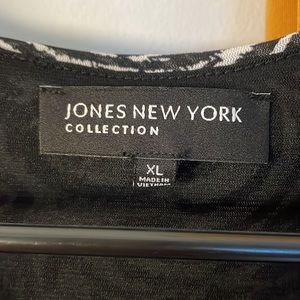 JONES NEW YORK
COLLECTION
XL
MADE IN
VIETNAM